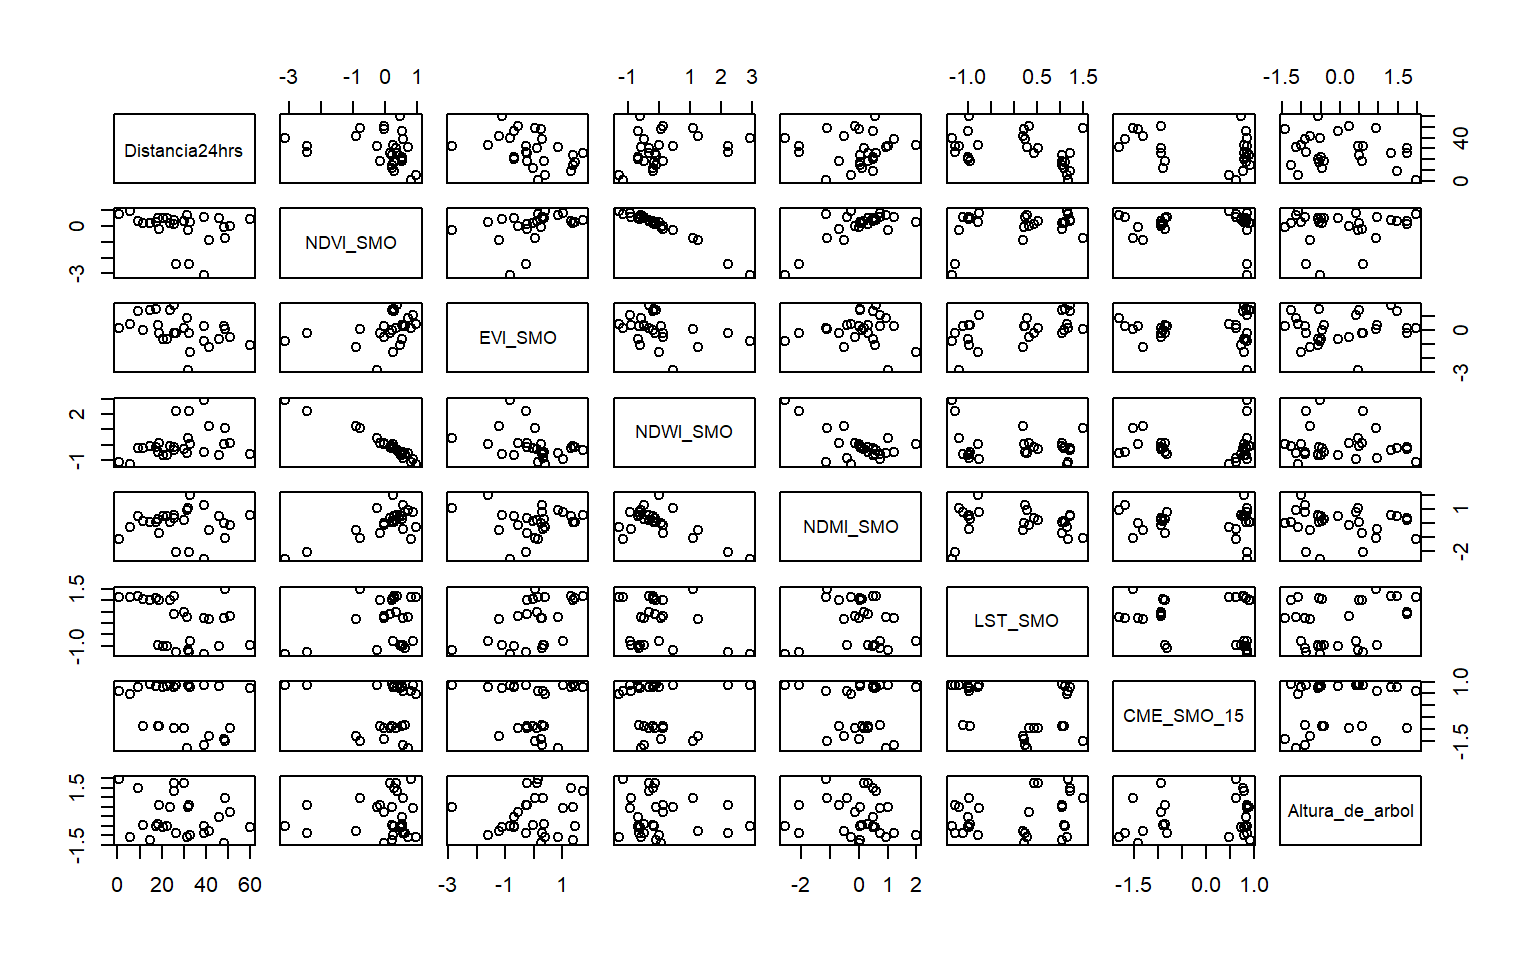 -3 -1 0 1 -1 1 2 3 -1.0 0.5 1.5 -1.5 0.0 1.5
Distancia24hrs 0 40
-3 0 NDVI_SMO
EVI_SMO -3 0
-1 2 NDWI_SMO
NDMI_SMO -2 1
-1.0 1.5 LST_SMO
CME_SMO_15 -1.5 1.0
-1.5 1.5 Altura_de_arbol
0 20 40 60 -3 -1 1 -2 0 1 2 -1.5 0.0 1.0